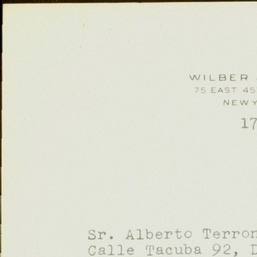 WILBER
75 EAST 45
NEW Y
17
Sr. Alberto Terron
Calle Tacuba 92, D